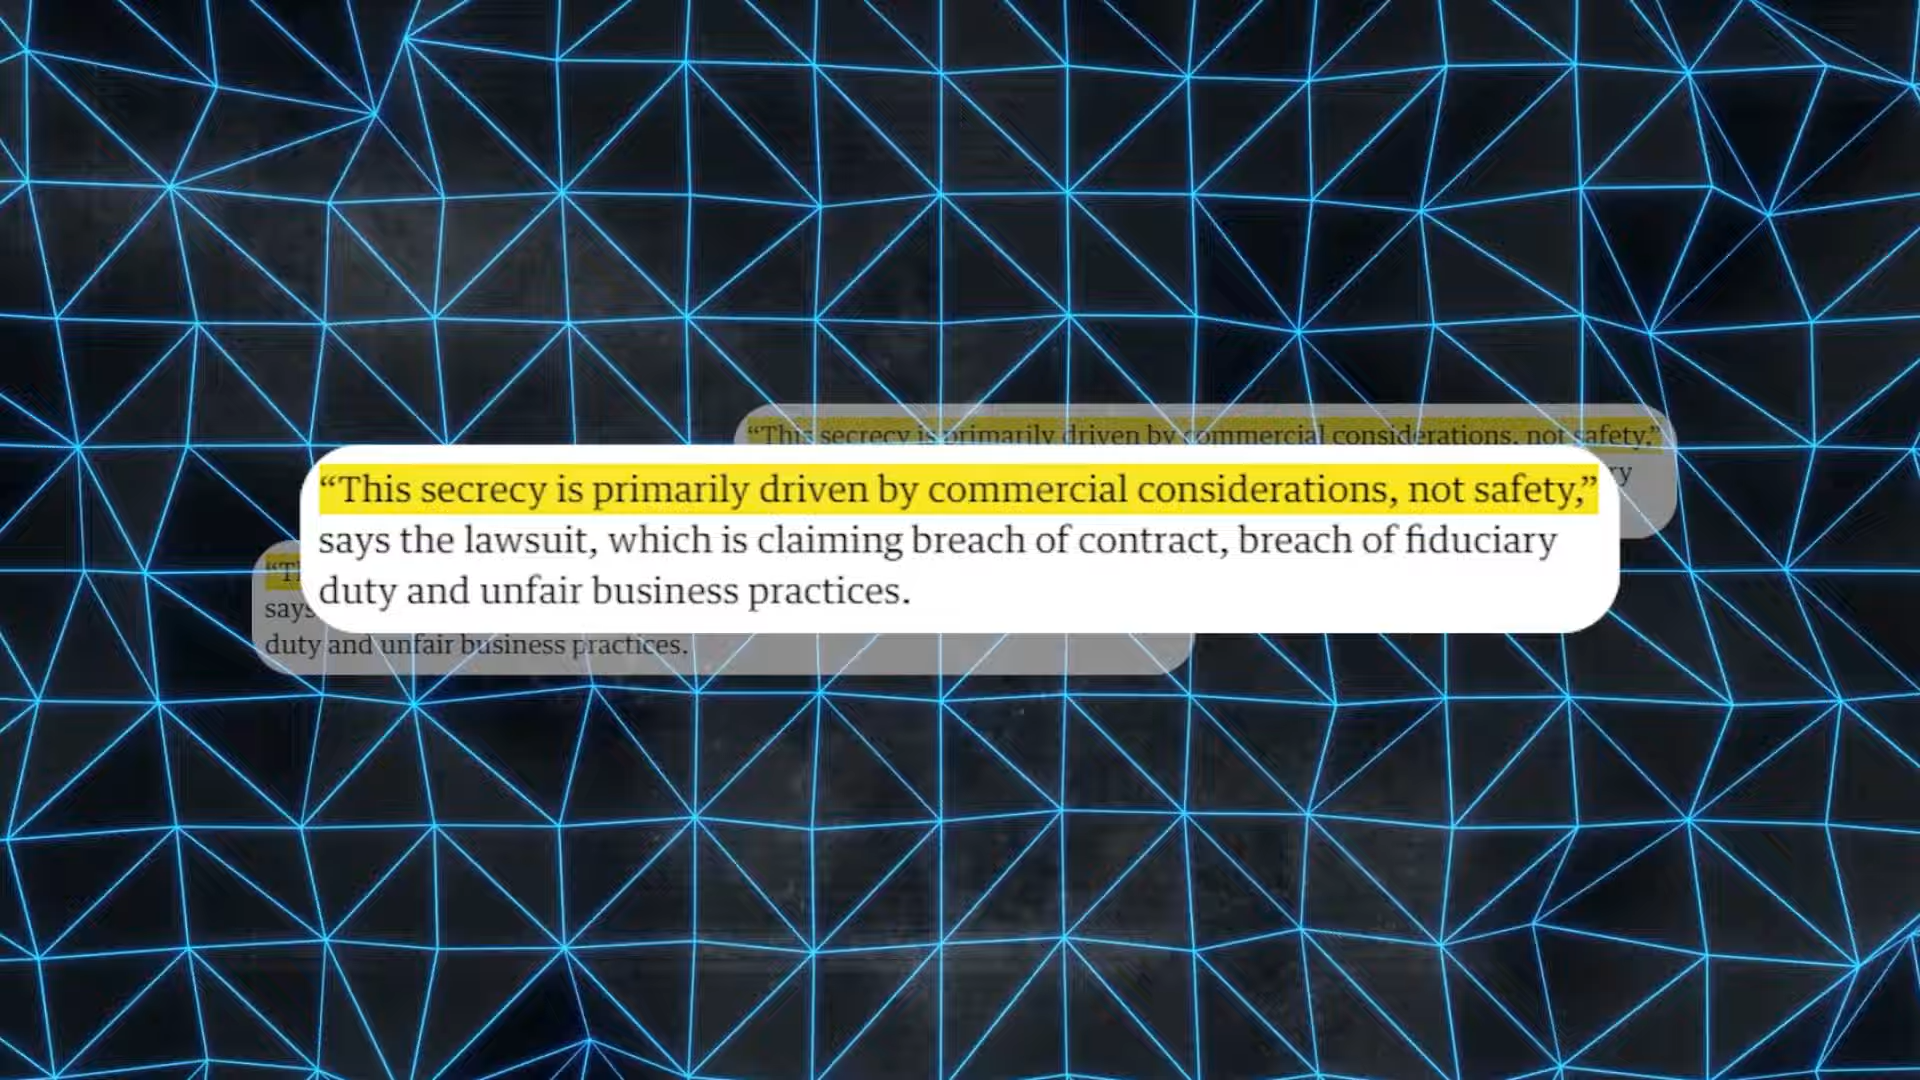 “This secrecy is primarily driven by commercial considerations, not safety,”
ry
“This secrecy is primarily driven by commercial considerations, not safety,”
says the lawsuit, which is claiming breach of contract, breach of fiduciary
duty and unfair business practices.
“T
says
duty and unfair business practices.